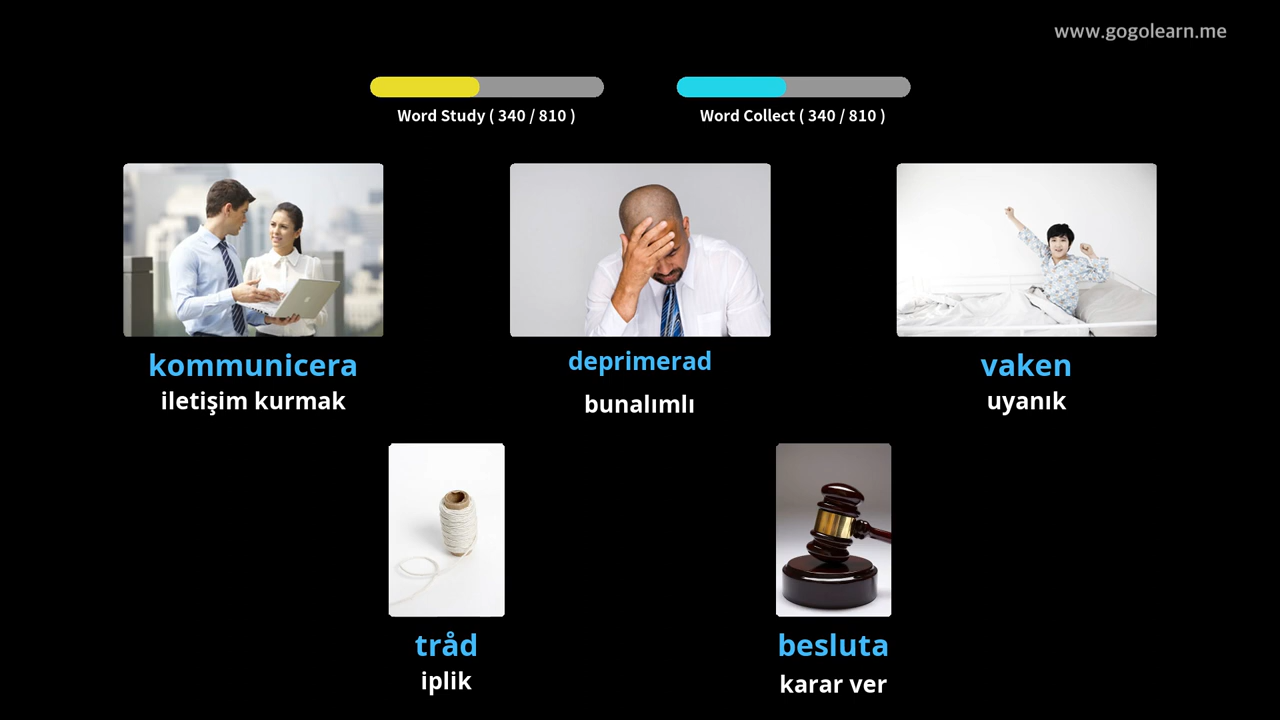 www.gogolearn.me
Word Study ( 340 / 810 )
Word Collect ( 340 / 810 )
kommunicera
iletişim kurmak
deprimerad
bunalımlı
vaken
uyanık
tråd
iplik
besluta
karar ver